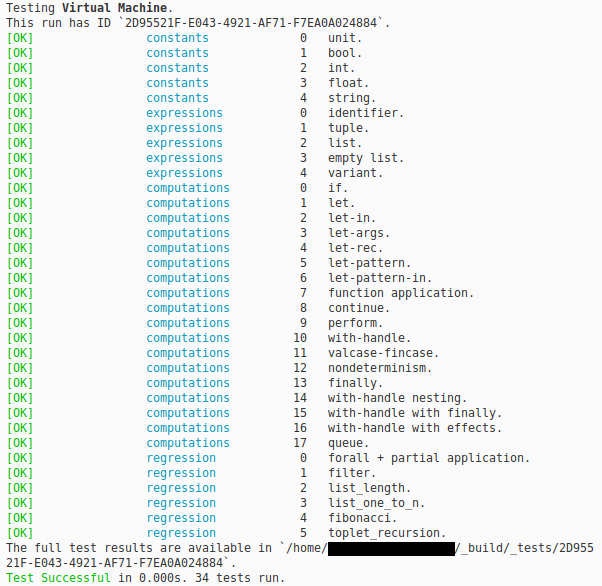 Testing Virtual Machine.
This run has ID `2D95521F-E043-4921-AF71-F7EA0A024884`.
[OK] constants 0 unit.
[OK] constants 1 bool.
[OK] constants 2 int.
[OK] constants 3 float.
[OK] constants 4 string.
[OK] expressions 0 identifier.
[OK] expressions 1 tuple.
[OK] expressions 2 list.
[OK] expressions 3 empty list.
[OK] expressions 4 variant.
[OK] computations 0 if.
[OK] computations 1 let.
[OK] computations 2 let-in.
[OK] computations 3 let-args.
[OK] computations 4 let-rec.
[OK] computations 5 let-pattern.
[OK] computations 6 let-pattern-in.
[OK] computations 7 function application.
[OK] computations 8 continue.
[OK] computations 9 perform.
[OK] computations 10 with-handle.
[OK] computations 11 valcase-fincase.
[OK] computations 12 nondeterminism.
[OK] computations 13 finally.
[OK] computations 14 with-handle nesting.
[OK] computations 15 with-handle with finally.
[OK] computations 16 with-handle with effects.
[OK] computations 17 queue.
[OK] regression 0 forall + partial application.
[OK] regression 1 filter.
[OK] regression 2 list_length.
[OK] regression 3 list_one_to_n.
[OK] regression 4 fibonacci.
[OK] regression 5 toplet_recursion.
The full test results are available in `/home/ /_build/_tests/2D955
21F-E043-4921-AF71-F7EA0A024884`.
Test Successful in 0.000s. 34 tests run.